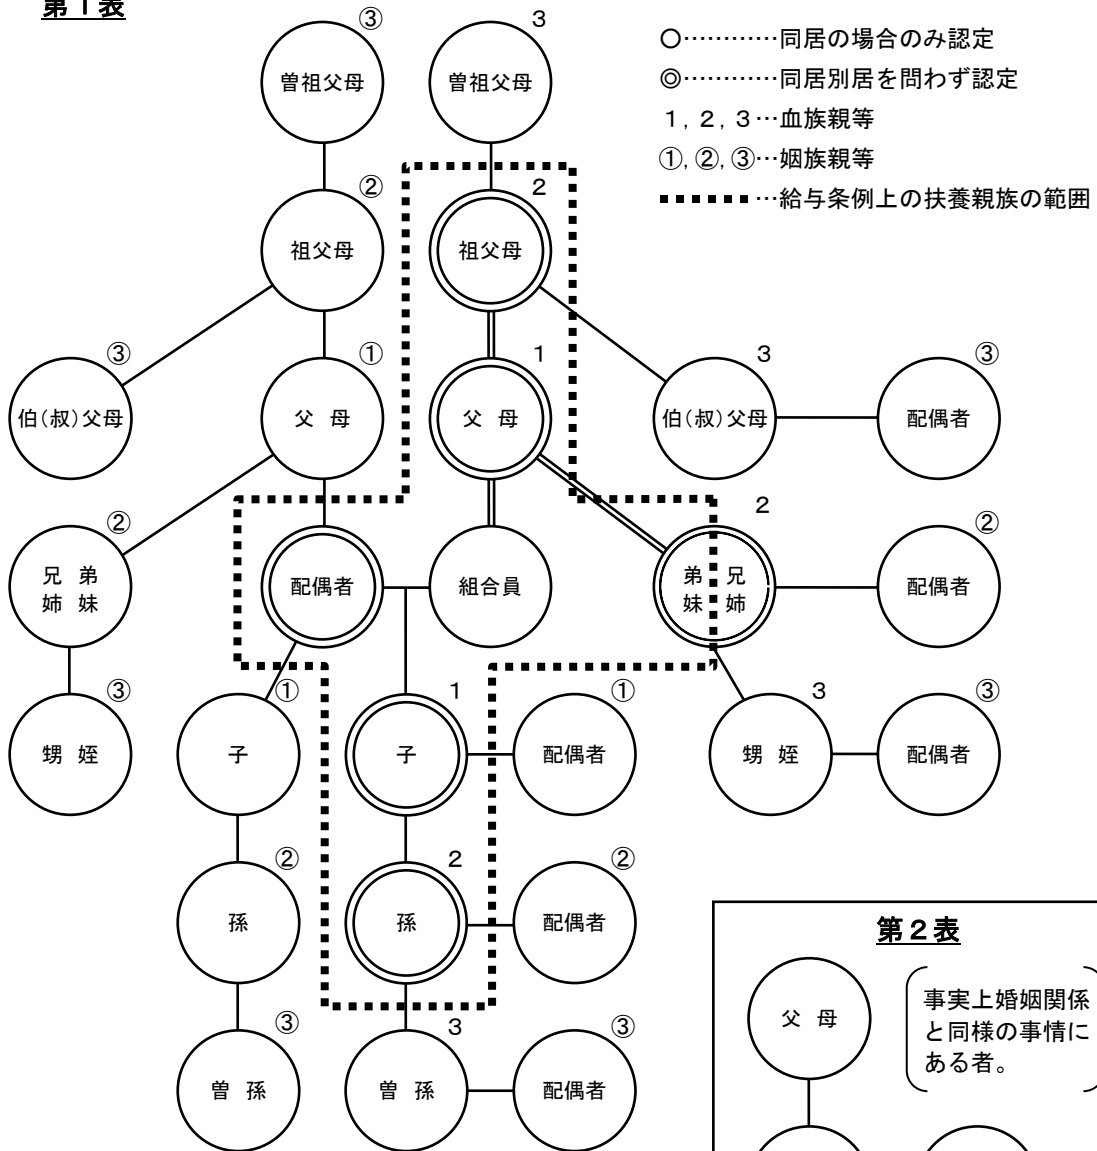 第１表
③
３
曽祖父母
曽祖父母
○…………同居の場合のみ認定
◎…………同居別居を問わず認定
１，２，３…血族親等
①，②，③…姻族親等
…給与条例上の扶養親族の範囲
②
２
祖父母
祖父母
③
①
１
３
③
伯（叔）父母
父 母
父 母
伯（叔）父母
配偶者
②
２
②
兄 弟
姉 妹
配偶者
組合員
弟 兄
妹 姉
配偶者
③
①
１
①
３
③
甥 姪
子
子
配偶者
甥 姪
配偶者
②
２
②
孫
孫
配偶者
③
３
③
曽 孫
曽 孫
配偶者
第２表
父 母
事実上婚姻関係
と同様の事情に
ある者。